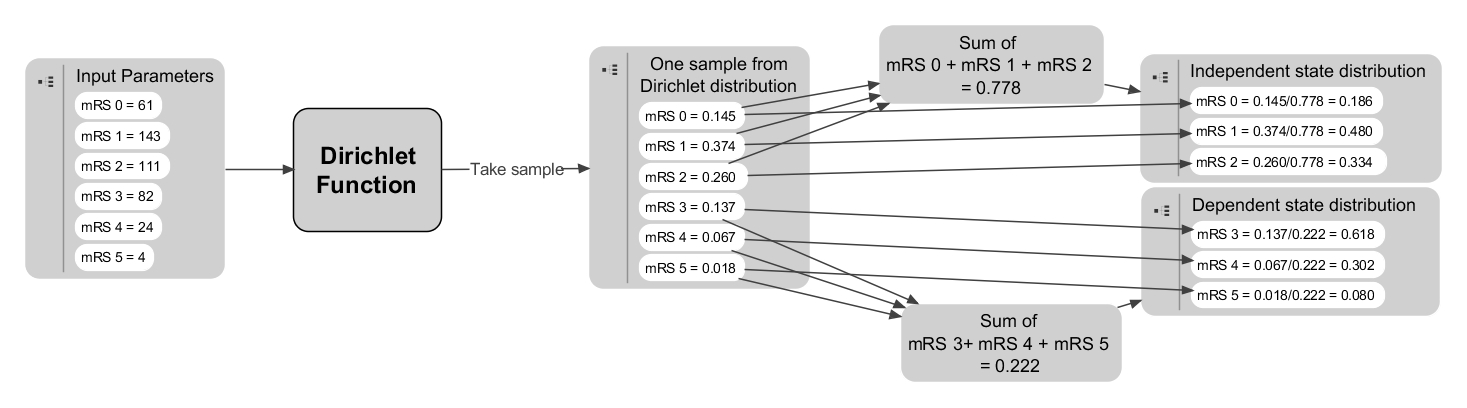 Input Parameters
mRS 0 = 61
mRS 1 = 143
mRS 2 = 111
mRS 3 = 82
mRS 4 = 24
mRS 5 = 4
Dirichlet
Function
Take sample
One sample from
Dirichlet distribution
mRS 0 = 0.145
mRS 1 = 0.374
mRS 2 = 0.260
mRS 3 = 0.137
mRS 4 = 0.067
mRS 5 = 0.018
Sum of
mRS 0 + mRS 1 + mRS 2
= 0.778
Sum of
mRS 3+ mRS 4 + mRS 5
= 0.222
Independent state distribution
mRS 0 = 0.145/0.778 = 0.186
mRS 1 = 0.374/0.778 = 0.480
mRS 2 = 0.260/0.778 = 0.334
Dependent state distribution
mRS 3 = 0.137/0.222 = 0.618
mRS 4 = 0.067/0.222 = 0.302
mRS 5 = 0.018/0.222 = 0.080